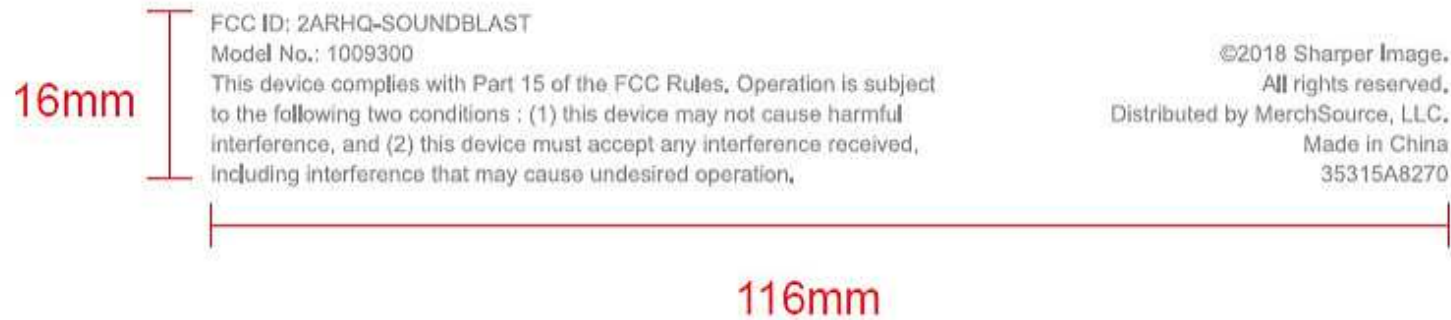 FCC ID: 2ARHQ-SOUNDBLAST
Model No.: 1009300
This device complies with Part 15 of the FCC Rules. Operation is subject
to the following two conditions : (1) this device may not cause harmful
interference, and (2) this device must accept any interference received,
including interference that may cause undesired operation.
©2018 Sharper Image.
All rights reserved.
Distributed by MerchSource, LLC.
Made in China
35315A8270
16mm
116mm